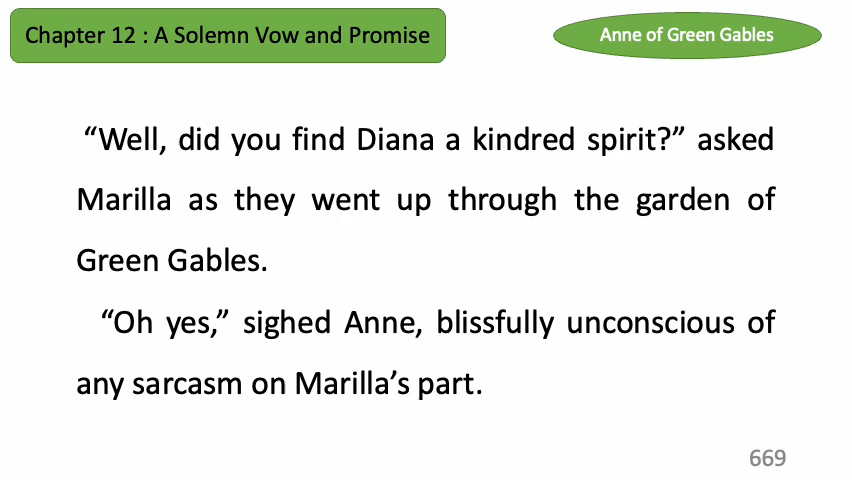 Chapter 12 : A Solemn Vow and Promise
Anne of Green Gables
“Well, did you find Diana a kindred spirit?” asked
Marilla as they went up through the garden of
Green Gables.
“Oh yes,” sighed Anne, blissfully unconscious of
any sarcasm on Marilla’s part.
669